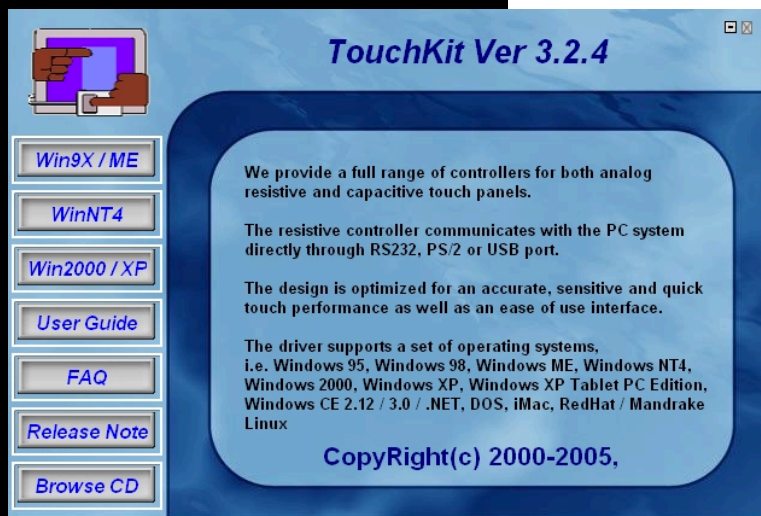 TouchKit Ver 3.2.4
Win9X / ME
WinNT4
Win2000 / XP
User Guide
FAQ
Release Note
Browse CD
We provide a full range of controllers for both analog
resistive and capacitive touch panels.
The resistive controller communicates with the PC system
directly through RS232, PS/2 or USB port.
The design is optimized for an accurate, sensitive and quick
touch performance as well as an ease of use interface.
The driver supports a set of operating systems,
i.e. Windows 95, Windows 98, Windows ME, Windows NT4,
Windows 2000, Windows XP, Windows XP Tablet PC Edition,
Windows CE 2.12 / 3.0 / .NET, DOS, iMac, RedHat / Mandrake
Linux
CopyRight(c) 2000-2005,